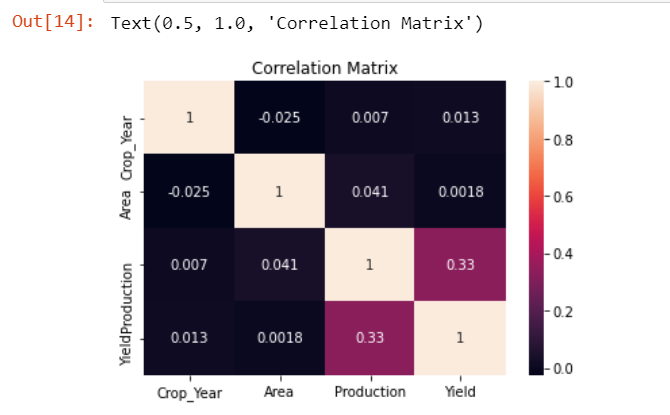 Out[14]: Text(0.5, 1.0, 'Correlation Matrix')
Correlation Matrix
Crop_Year 1 -0.025 0.007 0.013
Area -0.025 1 0.041 0.0018
Production 0.007 0.041 1 0.33
Yield 0.013 0.0018 0.33 1
Crop_Year Area Production Yield
1.0
0.8
0.6
0.4
0.2
0.0